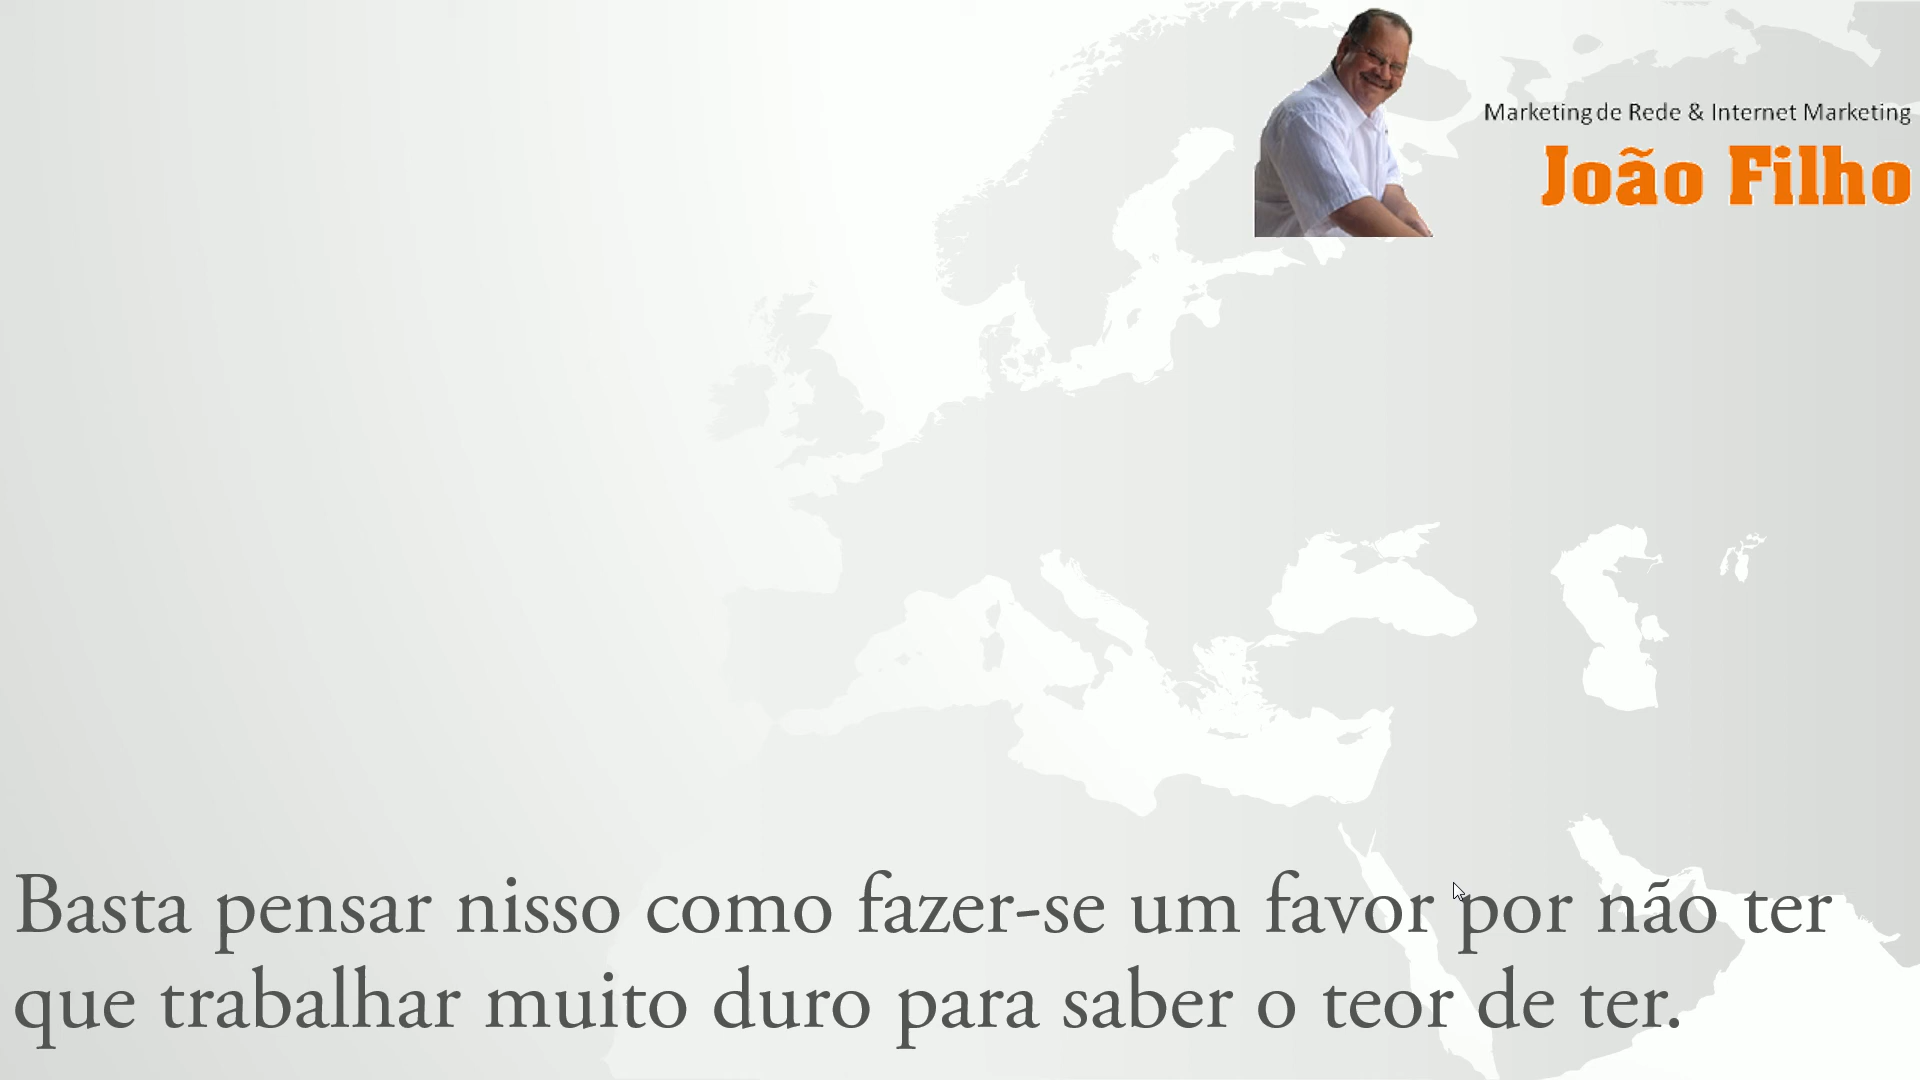 Marketing de Rede & Internet Marketing
João Filho
Basta pensar nisso como fazer-se um favor por não ter
que trabalhar muito duro para saber o teor de ter.